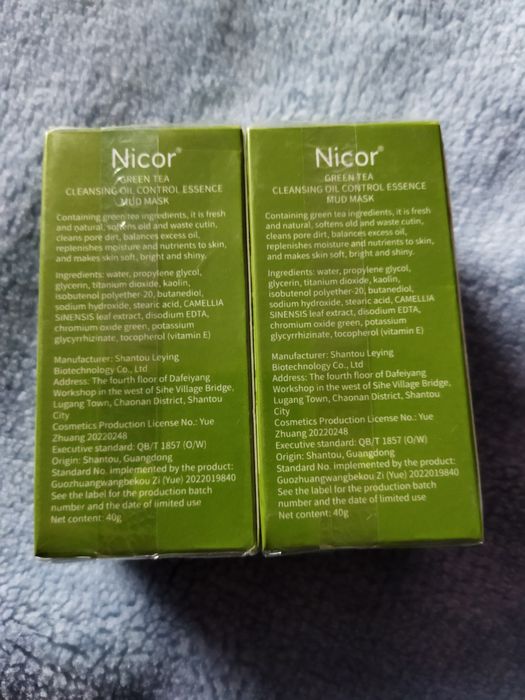 Nicor®
GREEN TEA
CLEANSING OIL CONTROL ESSENCE
MUD MASK
Containing green tea ingredients, it is fresh
and natural, softens old and waste cutin,
cleans pore dirt, balances excess oil,
replenishes moisture and nutrients to skin,
and makes skin soft, bright and shiny.
Ingredients: water, propylene glycol,
glycerin, titanium dioxide, kaolin,
isobutenol polyether-20, butanediol,
sodium hydroxide, stearic acid, CAMELLIA
SINENSIS leaf extract, disodium EDTA,
chromium oxide green, potassium
glycyrrhizinate, tocopherol (vitamin E)
Manufacturer: Shantou Leying
Biotechnology Co., Ltd
Address: The fourth floor of Dafeiyang
Workshop in the west of Sihe Village Bridge,
Lugang Town, Chaonan District, Shantou
City
Cosmetics Production License No.: Yue
Zhuang 20220248
Executive standard: QB/T 1857 (O/W)
Origin: Shantou, Guangdong
Standard No. implemented by the product:
Guozhuangwangbekou Zi (Yue) 2022019840
See the label for the production batch
number and the date of limited use
Net content: 40g
Nicor®
GREEN TEA
CLEANSING OIL CONTROL ESSENCE
MUD MASK
Containing green tea ingredients, it is fresh
and natural, softens old and waste cutin,
cleans pore dirt, balances excess oil,
replenishes moisture and nutrients to skin,
and makes skin soft, bright and shiny.
Ingredients: water, propylene glycol,
glycerin, titanium dioxide, kaolin,
isobutenol polyether-20, butanediol,
sodium hydroxide, stearic acid, CAMELLIA
SINENSIS leaf extract, disodium EDTA,
chromium oxide green, potassium
glycyrrhizinate, tocopherol (vitamin E)
Manufacturer: Shantou Leying
Biotechnology Co., Ltd
Address: The fourth floor of Dafeiyang
Workshop in the west of Sihe Village Bridge,
Lugang Town, Chaonan District, Shantou
City
Cosmetics Production License No.: Yue
Zhuang 20220248
Executive standard: QB/T 1857 (O/W)
Origin: Shantou, Guangdong
Standard No. implemented by the product:
Guozhuangwangbekou Zi (Yue) 2022019840
See the label for the production batch
number and the date of limited use
Net content: 40g